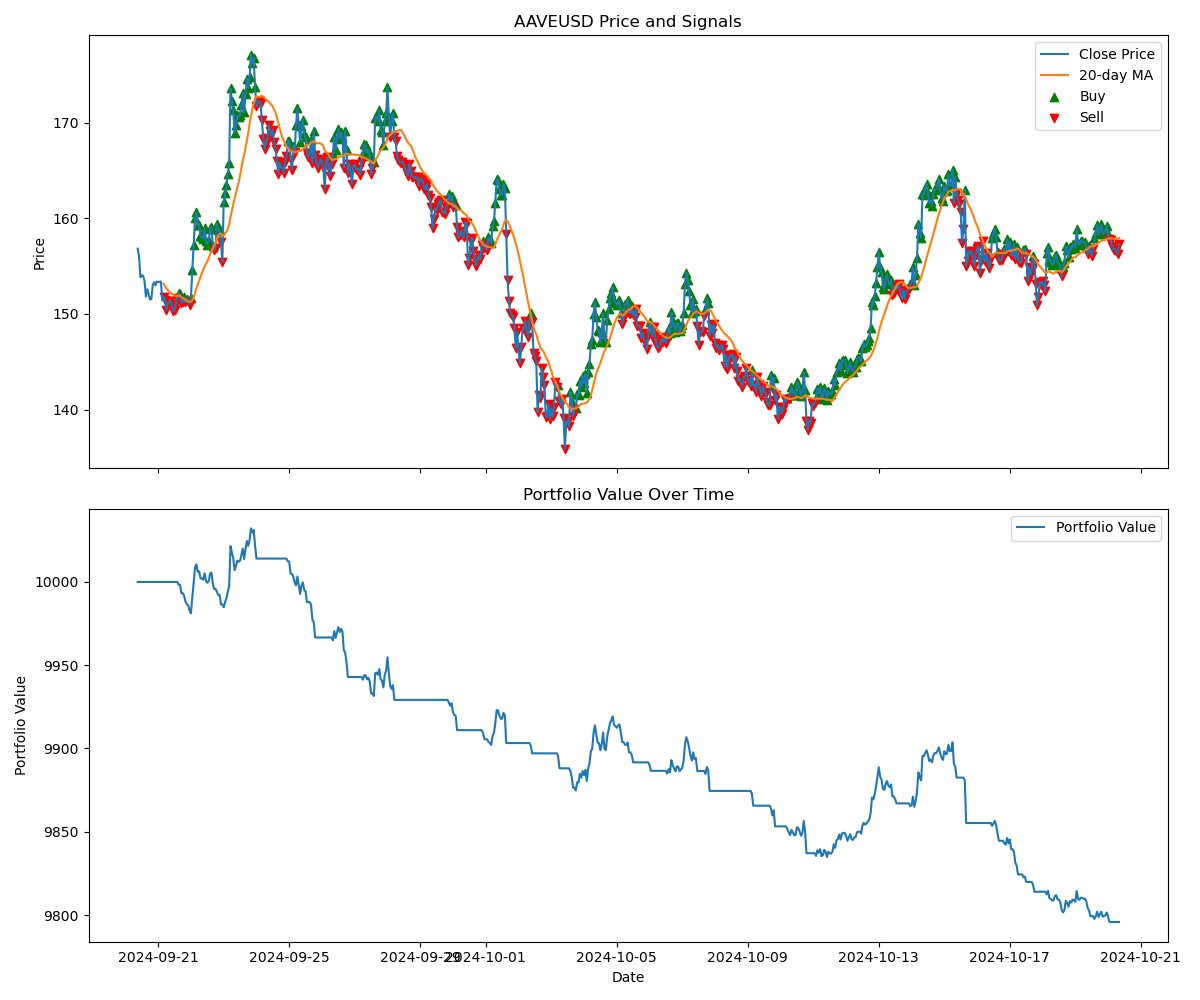 AAVEUSD Price and Signals
Price
170
160
150
140
Close Price
20-day MA
Buy
Sell
Portfolio Value Over Time
Portfolio Value
10000
9950
9900
9850
9800
Portfolio Value
2024-09-21 2024-09-25 2024-09-29 2024-10-01 2024-10-05 2024-10-09 2024-10-13 2024-10-17 2024-10-21
Date